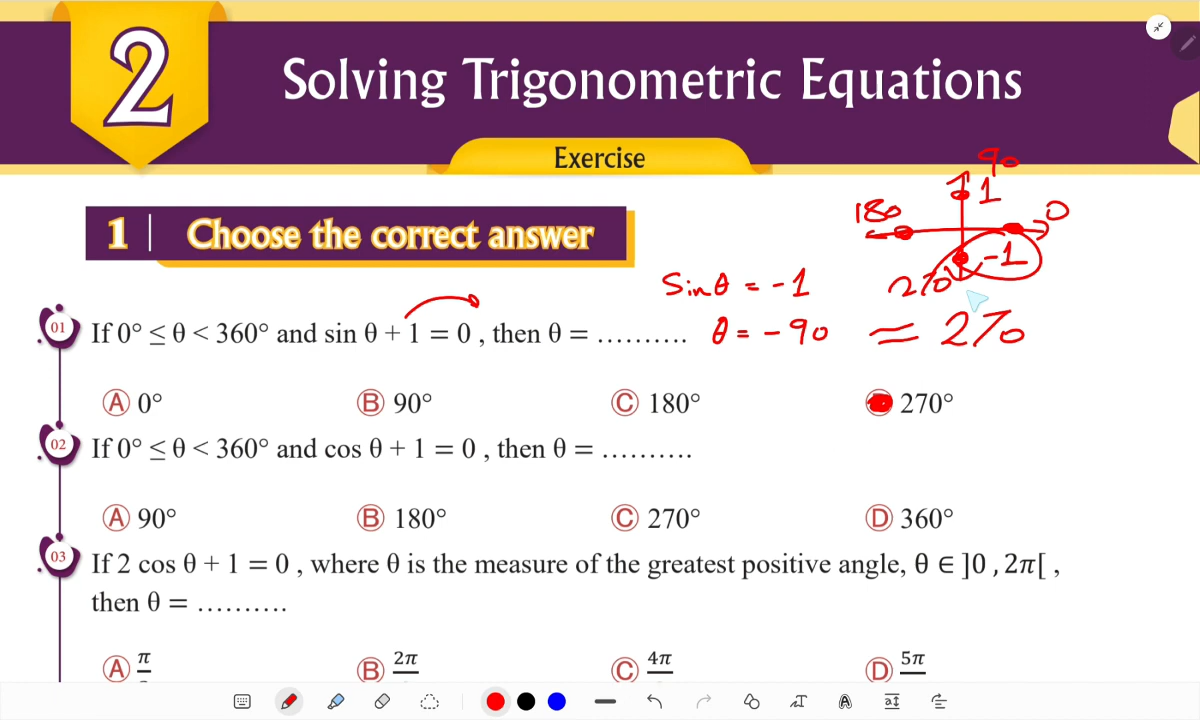 2
Solving Trigonometric Equations
Exercise
1 | Choose the correct answer
90
1
180
0
-1
270
Sin θ = -1
01 If 0° ≤ θ < 360° and sin θ + 1 = 0 , then θ = ..........
θ = -90 = 270
A 0° B 90° C 180° 270°
02 If 0° ≤ θ < 360° and cos θ + 1 = 0 , then θ = ..........
A 90° B 180° C 270° D 360°
03 If 2 cos θ + 1 = 0 , where θ is the measure of the greatest positive angle, θ ∈ ]0 , 2π[ ,
then θ = ..........
A π B 2π C 4π D 5π